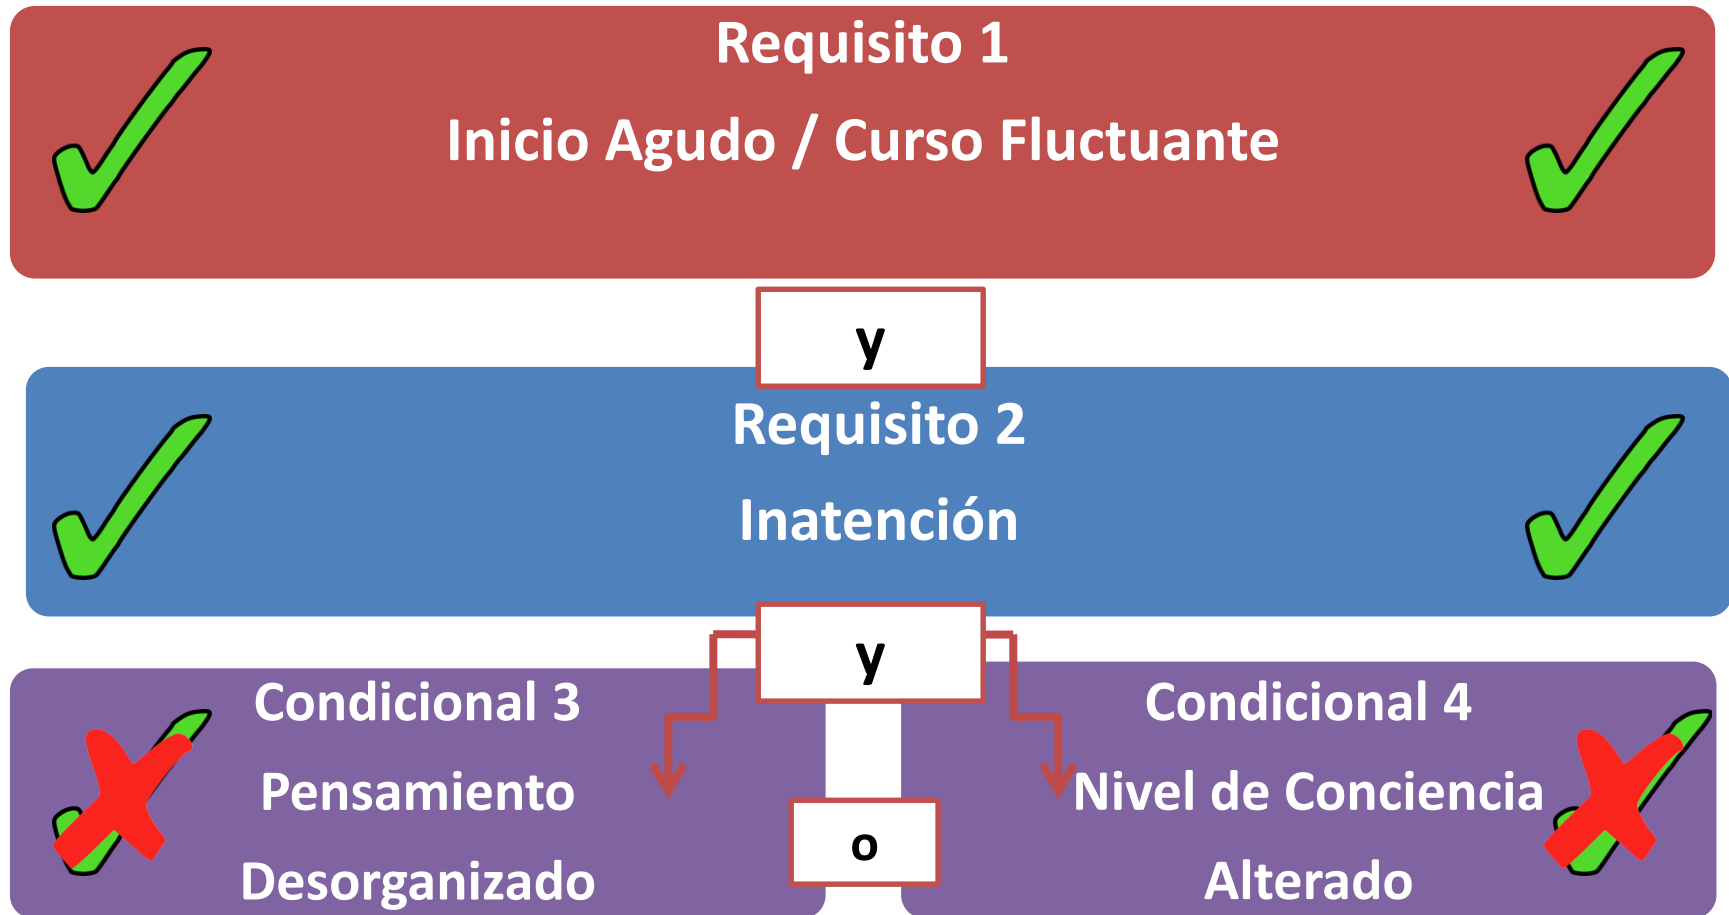 Requisito 1
Inicio Agudo / Curso Fluctuante
y
Requisito 2
Inatención
y
Condicional 3
Pensamiento
Desorganizado
o
Condicional 4
Nivel de Conciencia
Alterado